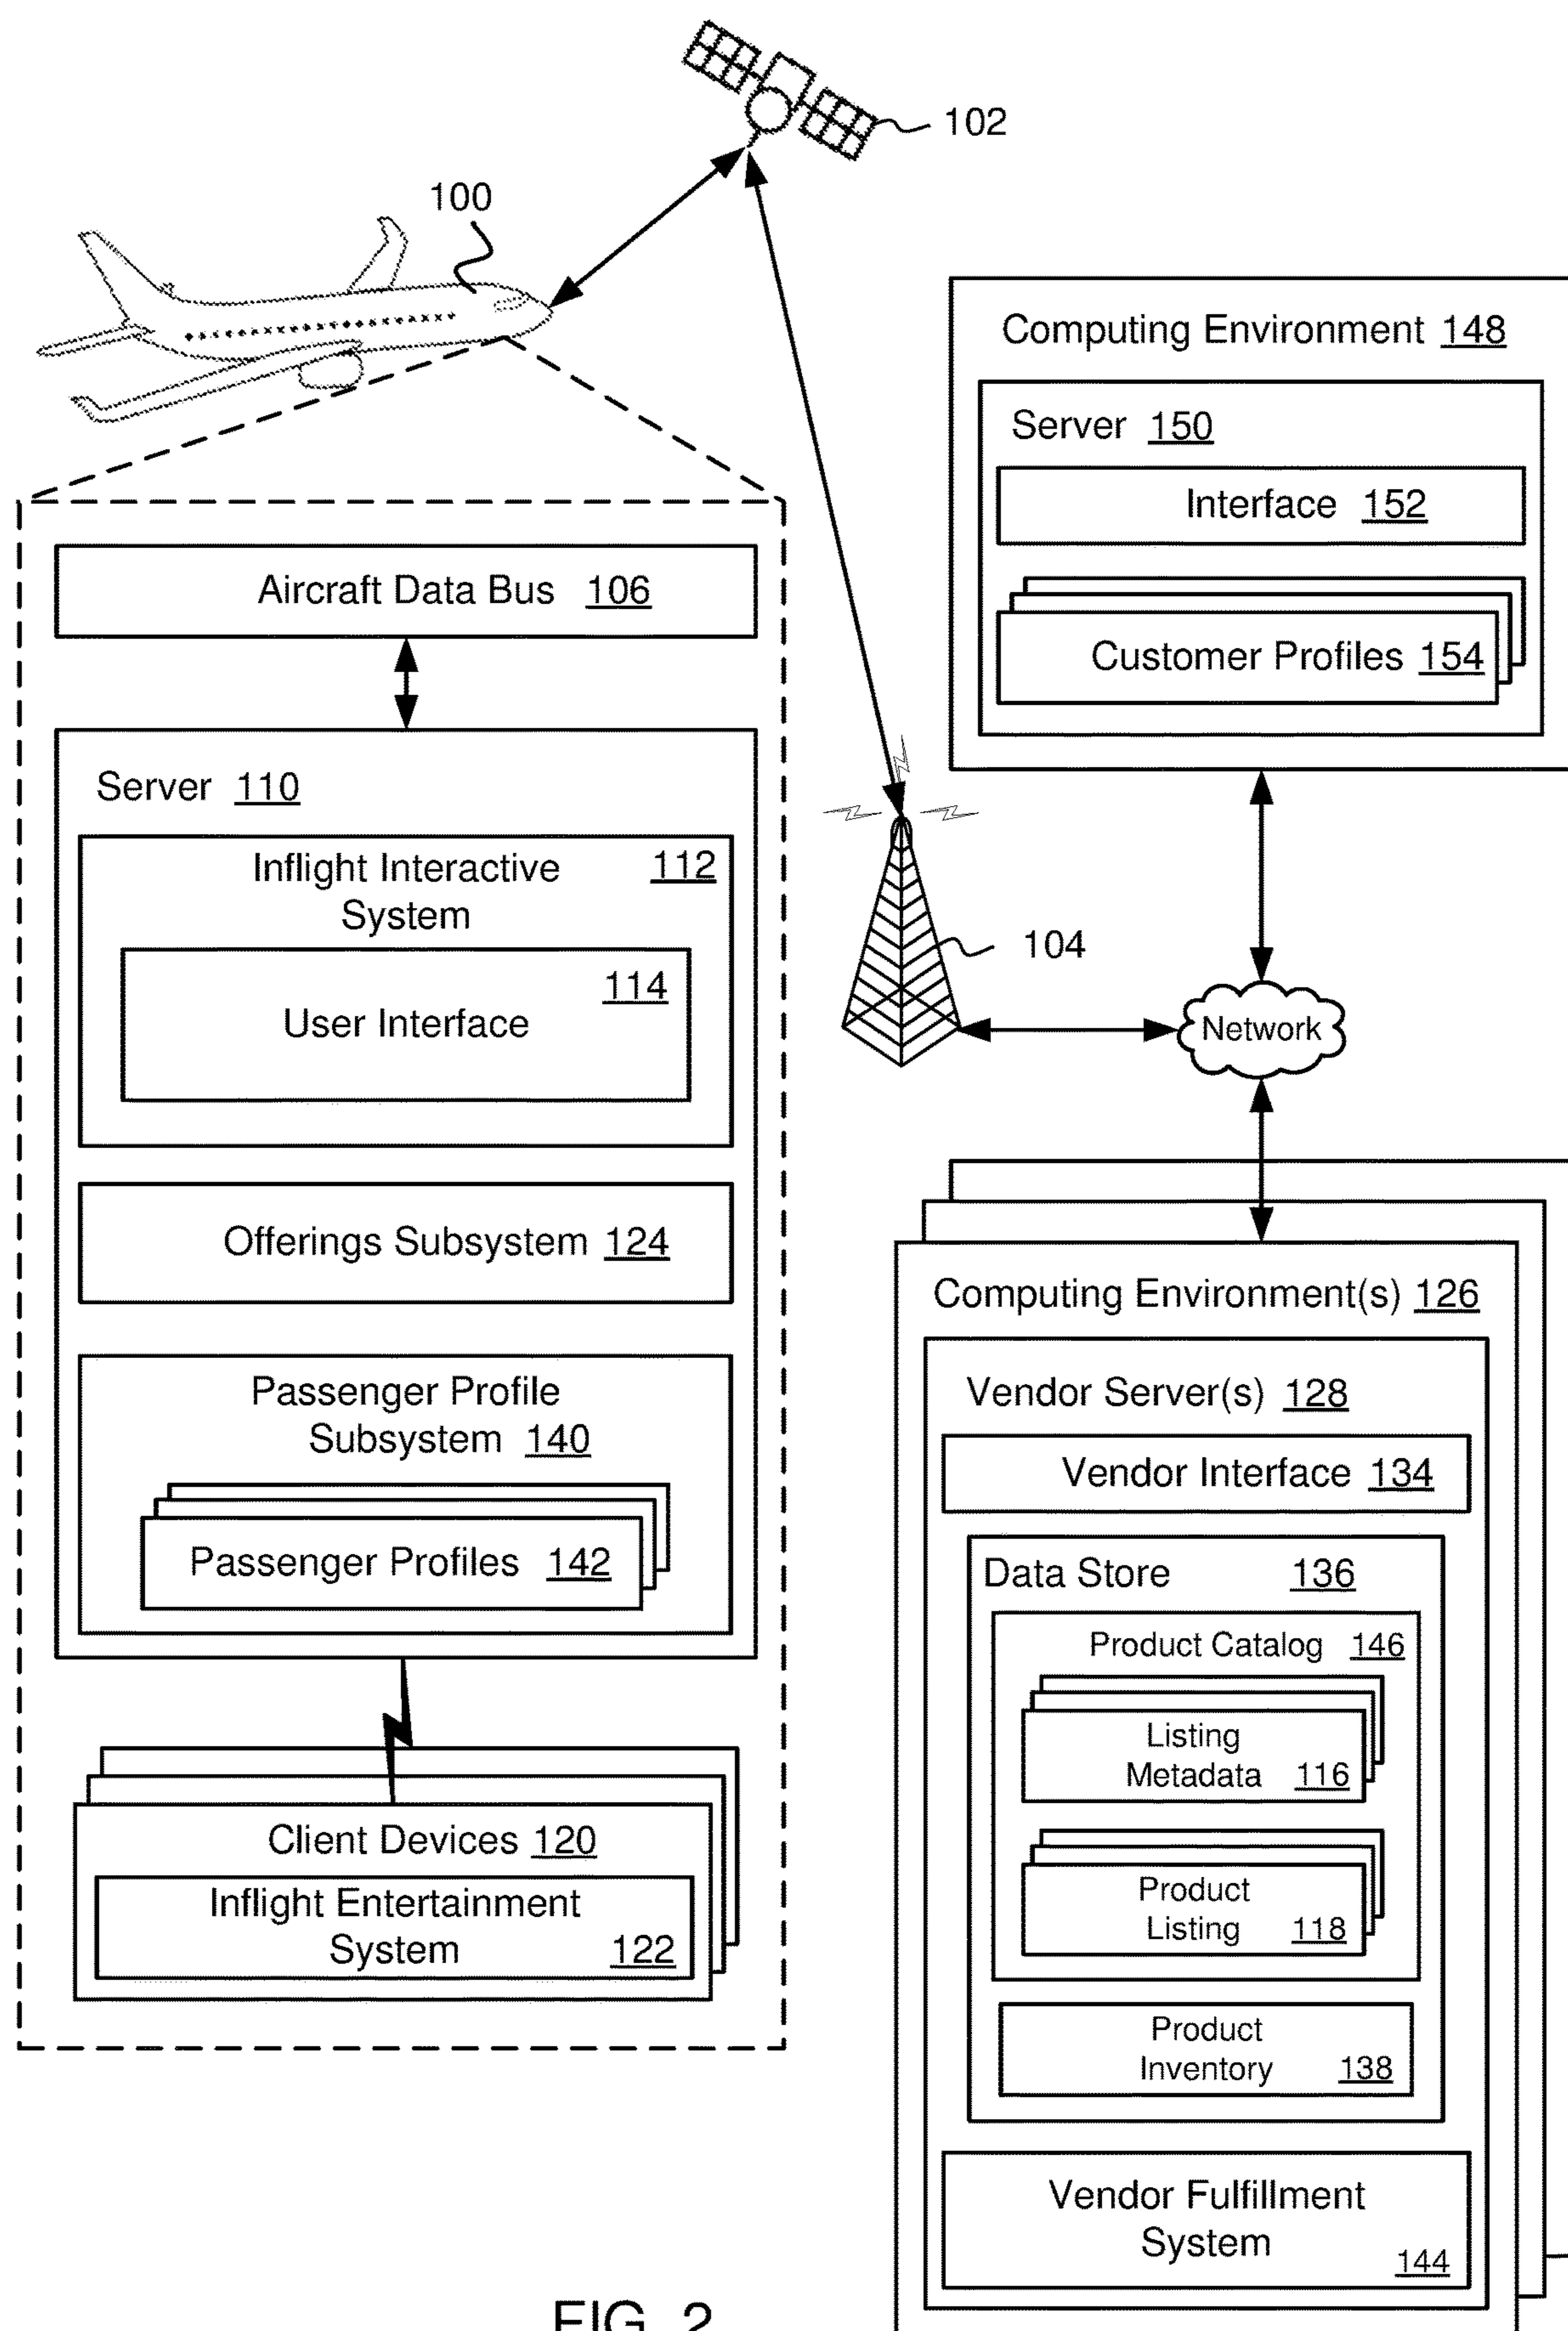 102
100
Computing Environment 148
Server 150
Interface 152
Customer Profiles 154
Aircraft Data Bus 106
Server 110
Inflight Interactive 112
System
114
User Interface
Offerings Subsystem 124
Passenger Profile
Subsystem 140
Passenger Profiles 142
Client Devices 120
Inflight Entertainment
System 122
104
Network
Computing Environment(s) 126
Vendor Server(s) 128
Vendor Interface 134
Data Store 136
Product Catalog 146
Listing
Metadata 116
Product
Listing 118
Product
Inventory 138
Vendor Fulfillment
System
144
FIG. 2